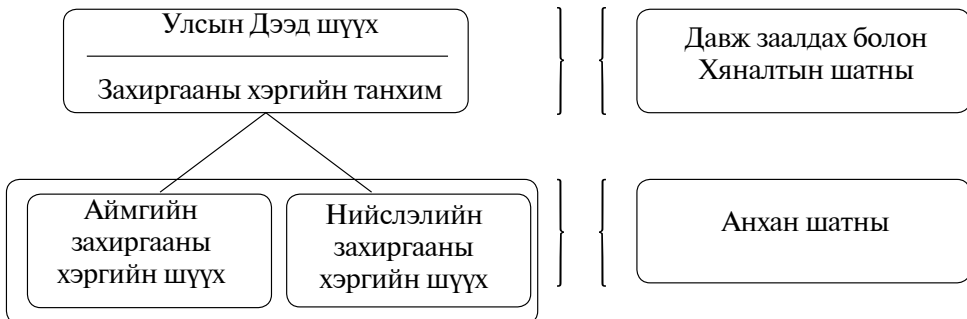 Улсын Дээд шүүх
Захиргааны хэргийн танхим
Давж заалдах болон
Хяналтын шатны
Аймгийн
захиргааны
хэргийн шүүх
Нийслэлийн
захиргааны
хэргийн шүүх
Анхан шатны